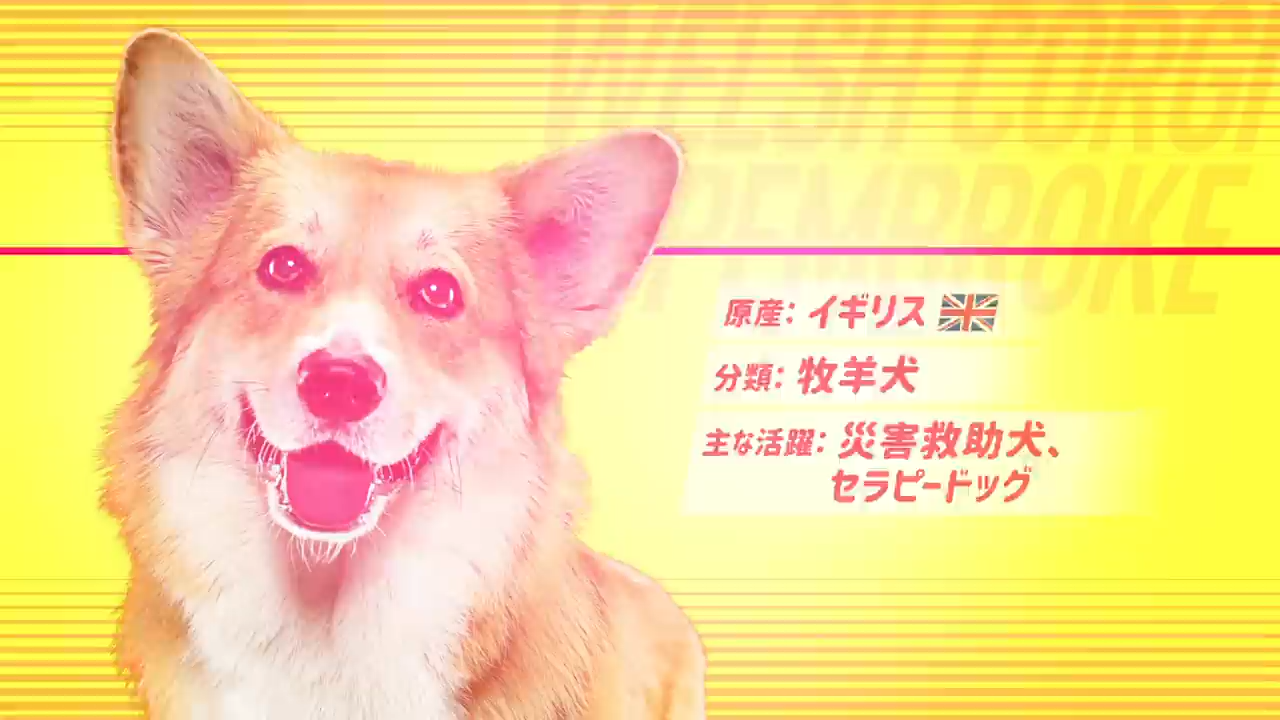 WELSH CORGI
PEMBROKE
原産: イギリス
分類: 牧羊犬
主な活躍: 災害救助犬、
セラピードッグ